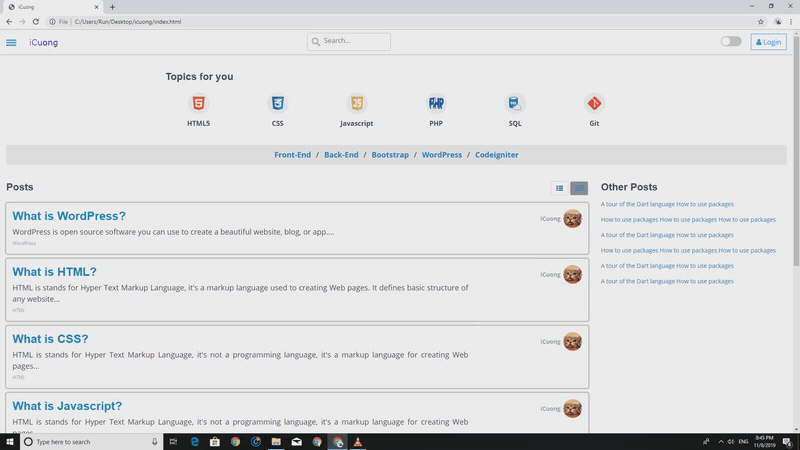 iCuong
File | C:/Users/Run/Desktop/icuong/index.html
iCuong
Search...
Login
Topics for you
HTML5
CSS
Javascript
PHP
SQL
Git
Front-End / Back-End / Bootstrap / WordPress / Codeigniter
Posts
Other Posts
What is WordPress?
iCuong
WordPress is open source software you can use to create a beautiful website, blog, or app....
WordPress
What is HTML?
iCuong
HTML is stands for Hyper Text Markup Language, it's a markup language used to creating Web pages. It defines basic structure of
any website...
HTML
What is CSS?
iCuong
HTML is stands for Hyper Text Markup Language, it's not a programming language, it's a markup language for creating Web
pages...
HTML
What is Javascript?
iCuong
HTML is stands for Hyper Text Markup Language, it's not a programming language, it's a markup language for creating Web
A tour of the Dart language How to use packages
How to use packages How to use packages How to use packages
A tour of the Dart language How to use packages
How to use packages How to use packages How to use packages
A tour of the Dart language How to use packages
A tour of the Dart language How to use packages
Type here to search
ENG
8:45 PM
11/8/2019